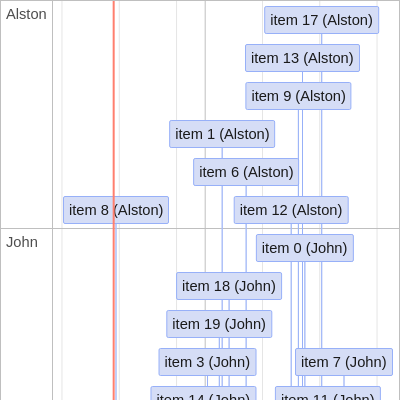 Alston
item 17 (Alston)
item 13 (Alston)
item 9 (Alston)
item 1 (Alston)
item 6 (Alston)
item 8 (Alston)
item 12 (Alston)
John
item 0 (John)
item 18 (John)
item 19 (John)
item 3 (John)
item 7 (John)
item 14 (John)
item 11 (John)